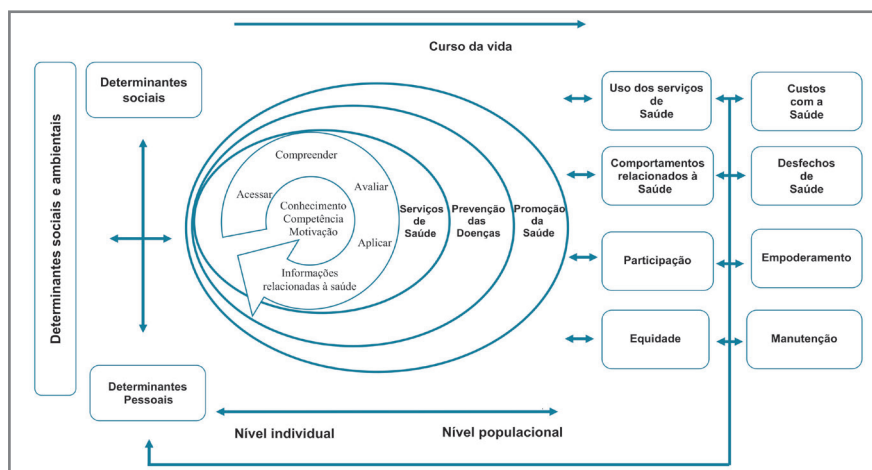 Curso da vida
Determinantes sociais e ambientais
Determinantes
sociais
Determinantes
Pessoais
Compreender
Acessar
Avaliar
Aplicar
Conhecimento
Competência
Motivação
Informações
relacionadas à saúde
Serviços
de
Saúde
Prevenção
das
Doenças
Promoção
da
Saúde
Uso dos serviços
de
Saúde
Custos
com a
Saúde
Comportamentos
relacionados à
Saúde
Desfechos
de
Saúde
Participação
Empoderamento
Equidade
Manutenção
Nível individual
Nível populacional